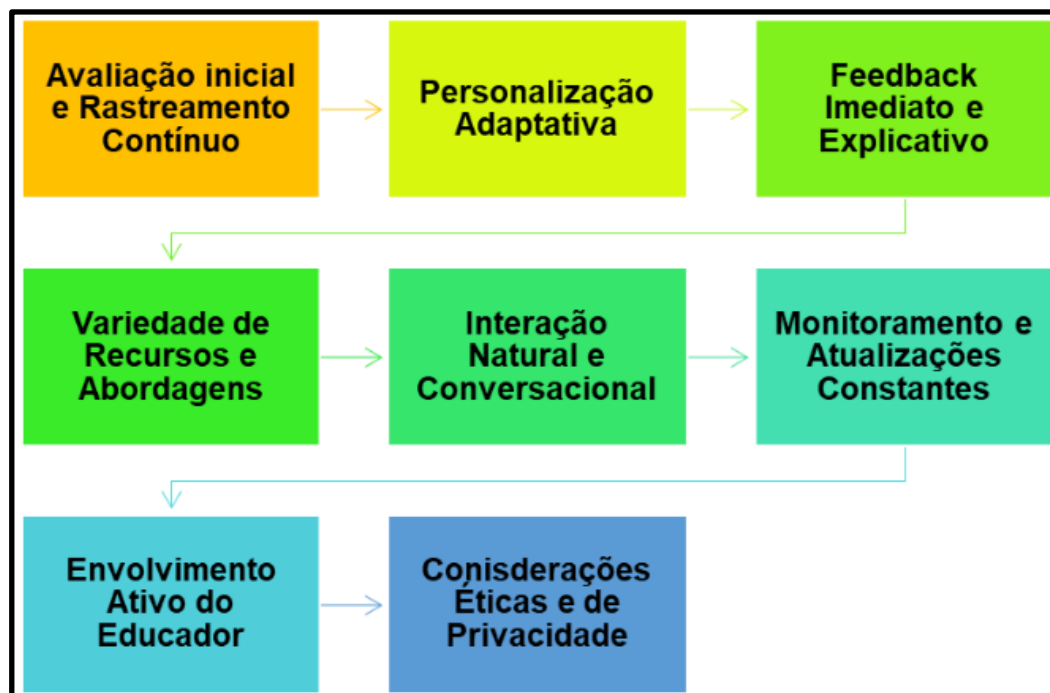 Avaliação inicial
e Rastreamento
Contínuo
Personalização
Adaptativa
Feedback
Imediato e
Explicativo
Variedade de
Recursos e
Abordagens
Interação
Natural e
Conversacional
Monitoramento e
Atualizações
Constantes
Envolvimento
Ativo do
Educador
Conisderações
Éticas e de
Privacidade